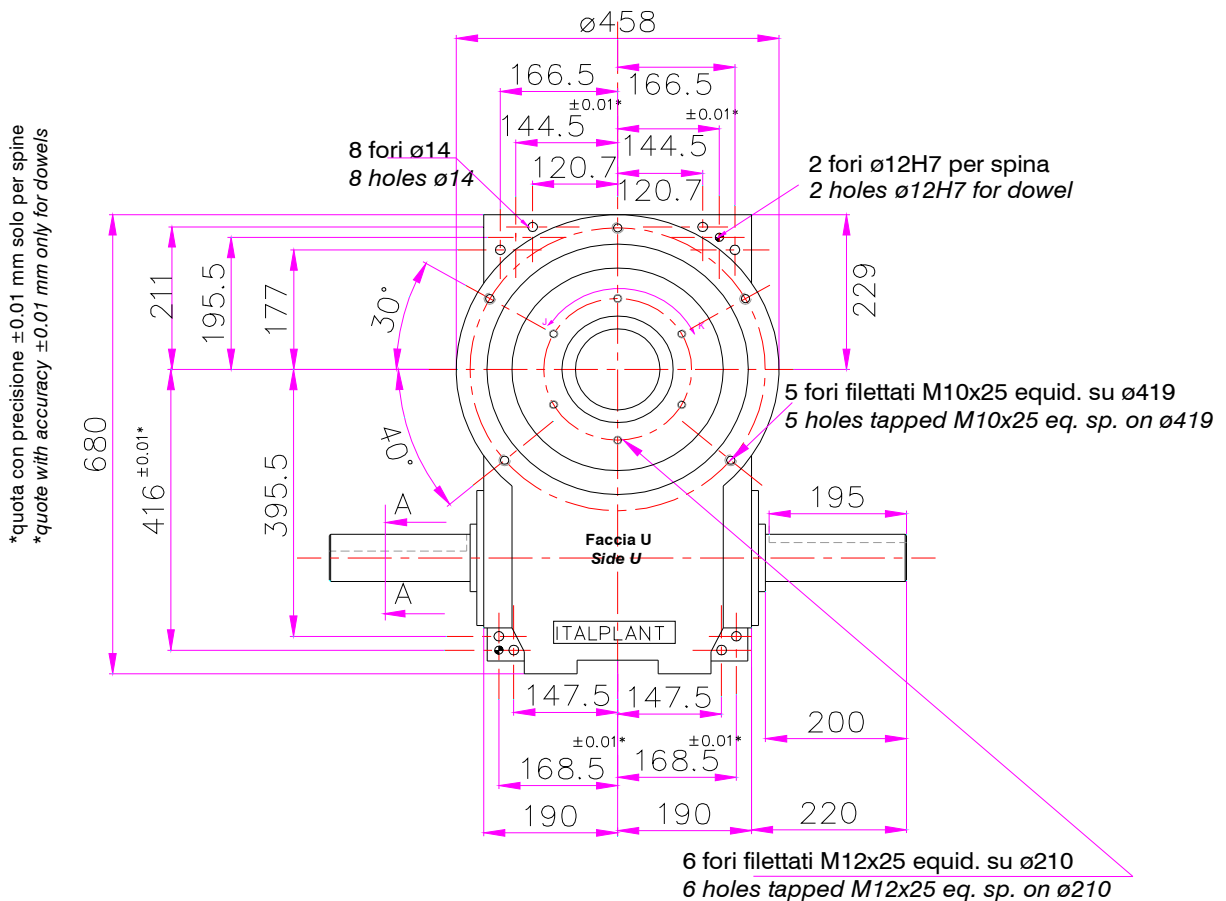 ø458
166.5
166.5
±0.01*
±0.01*
144.5
144.5
120.7
120.7
8 fori ø14
8 holes ø14
2 fori ø12H7 per spina
2 holes ø12H7 for dowel
*quota con precisione ±0.01 mm solo per spine
*quote with accuracy ±0.01 mm only for dowels
211
195.5
177
30°
229
J
K
5 fori filettati M10x25 equid. su ø419
5 holes tapped M10x25 eq. sp. on ø419
680
416 ±0.01*
395.5
40°
A
195
Faccia U
Side U
A
ITALPLANT
147.5
147.5
200
±0.01*
±0.01*
168.5
168.5
190
190
220
6 fori filettati M12x25 equid. su ø210
6 holes tapped M12x25 eq. sp. on ø210